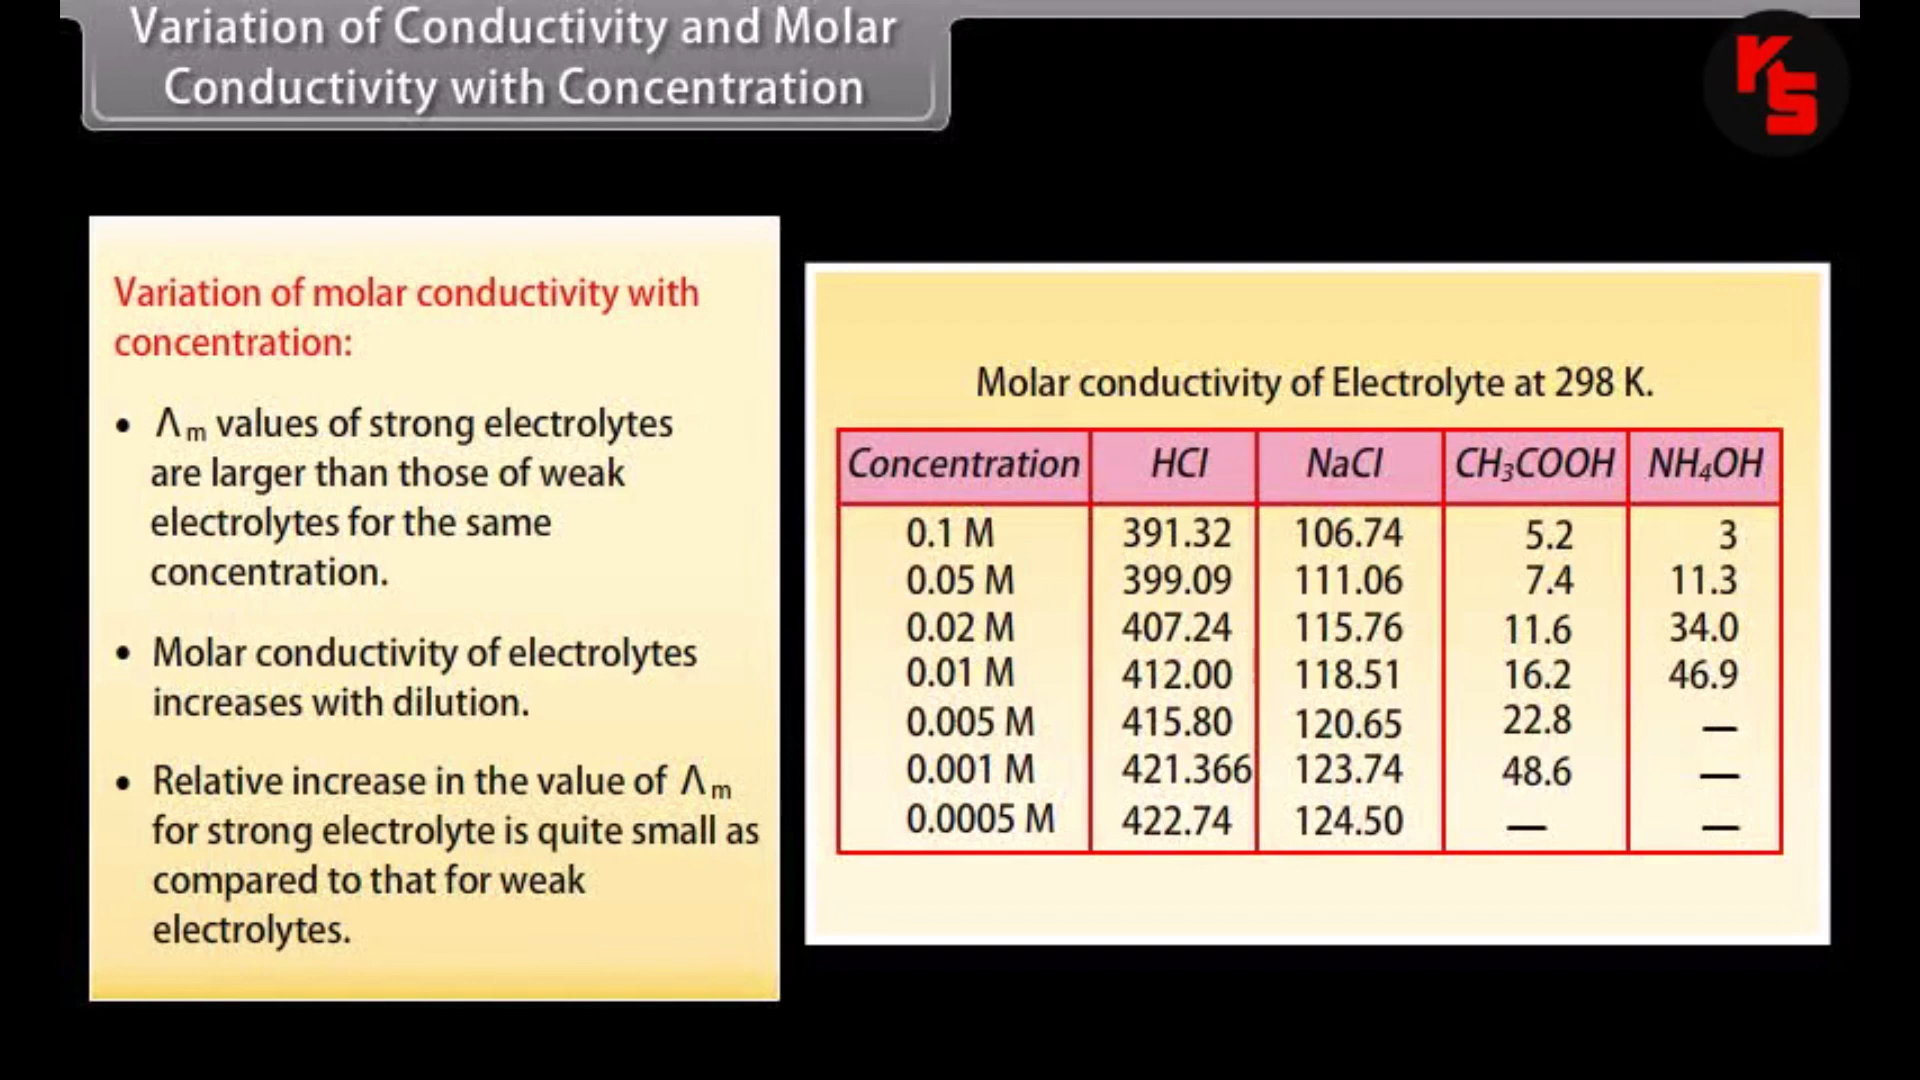 Variation of Conductivity and Molar
Conductivity with Concentration
rs
Variation of molar conductivity with
concentration:
• Λm values of strong electrolytes
are larger than those of weak
electrolytes for the same
concentration.
• Molar conductivity of electrolytes
increases with dilution.
• Relative increase in the value of Λm
for strong electrolyte is quite small as
compared to that for weak
electrolytes.
Molar conductivity of Electrolyte at 298 K.
Concentration HCl NaCl CH₃COOH NH₄OH
0.1 M 391.32 106.74 5.2 3
0.05 M 399.09 111.06 7.4 11.3
0.02 M 407.24 115.76 11.6 34.0
0.01 M 412.00 118.51 16.2 46.9
0.005 M 415.80 120.65 22.8 —
0.001 M 421.366 123.74 48.6 —
0.0005 M 422.74 124.50 — —